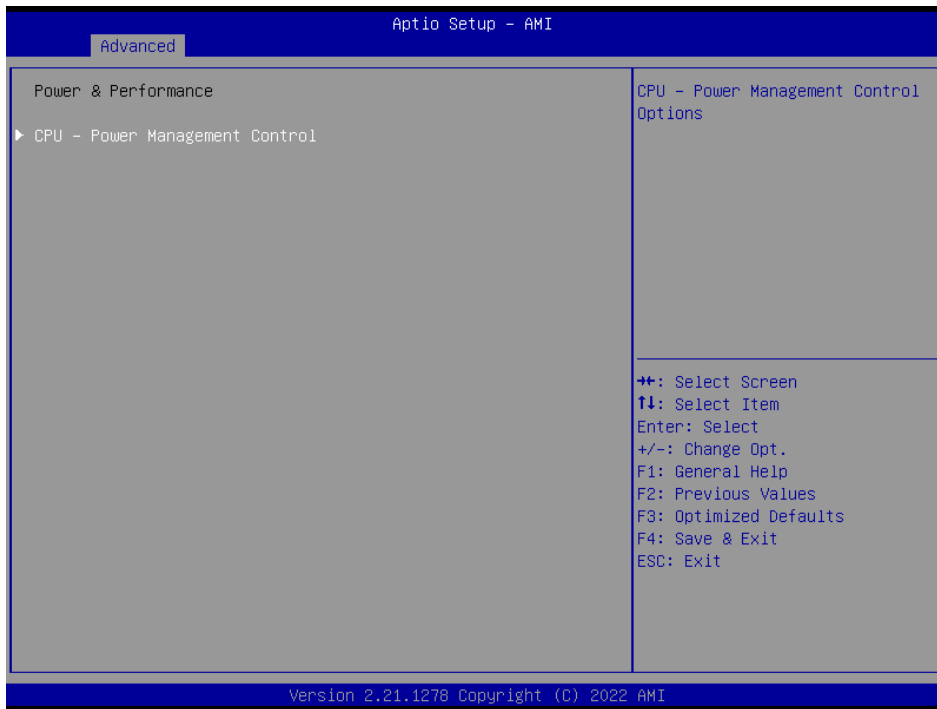 Aptio Setup – AMI
Advanced
Power & Performance
▶ CPU – Power Management Control
CPU – Power Management Control
Options
→←: Select Screen
↑↓: Select Item
Enter: Select
+/-: Change Opt.
F1: General Help
F2: Previous Values
F3: Optimized Defaults
F4: Save & Exit
ESC: Exit
Version 2.21.1278 Copyright (C) 2022 AMI